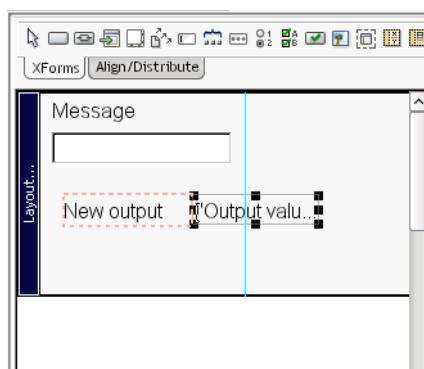 XForms Align/Distribute
Layout...
Message
New output ['Output valu...